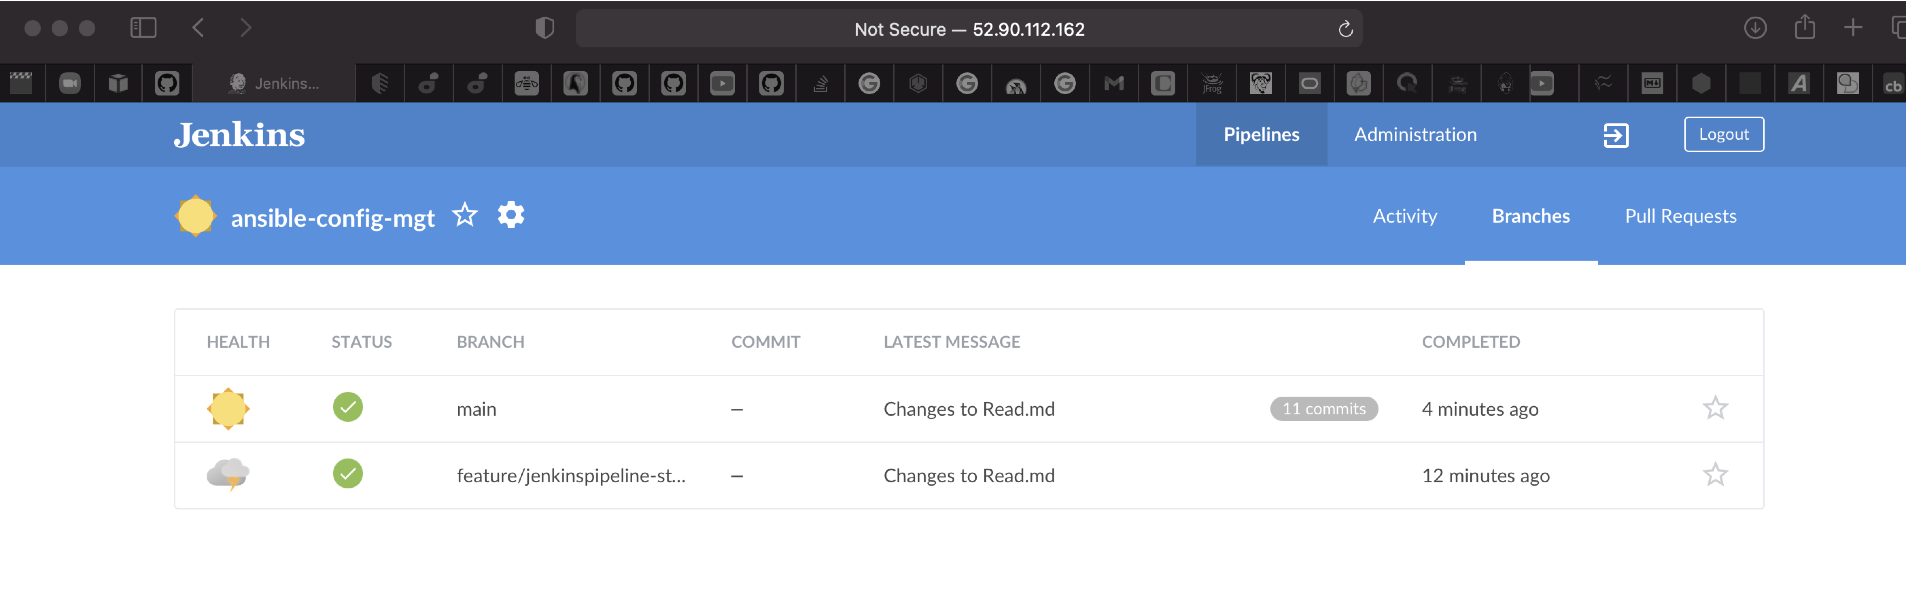 Not Secure — 52.90.112.162
Jenkins...
Jenkins
Pipelines
Administration
Logout
ansible-config-mgt
Activity
Branches
Pull Requests
HEALTH STATUS BRANCH COMMIT LATEST MESSAGE COMPLETED
main – Changes to Read.md 11 commits 4 minutes ago
feature/jenkinspipeline-st... – Changes to Read.md 12 minutes ago